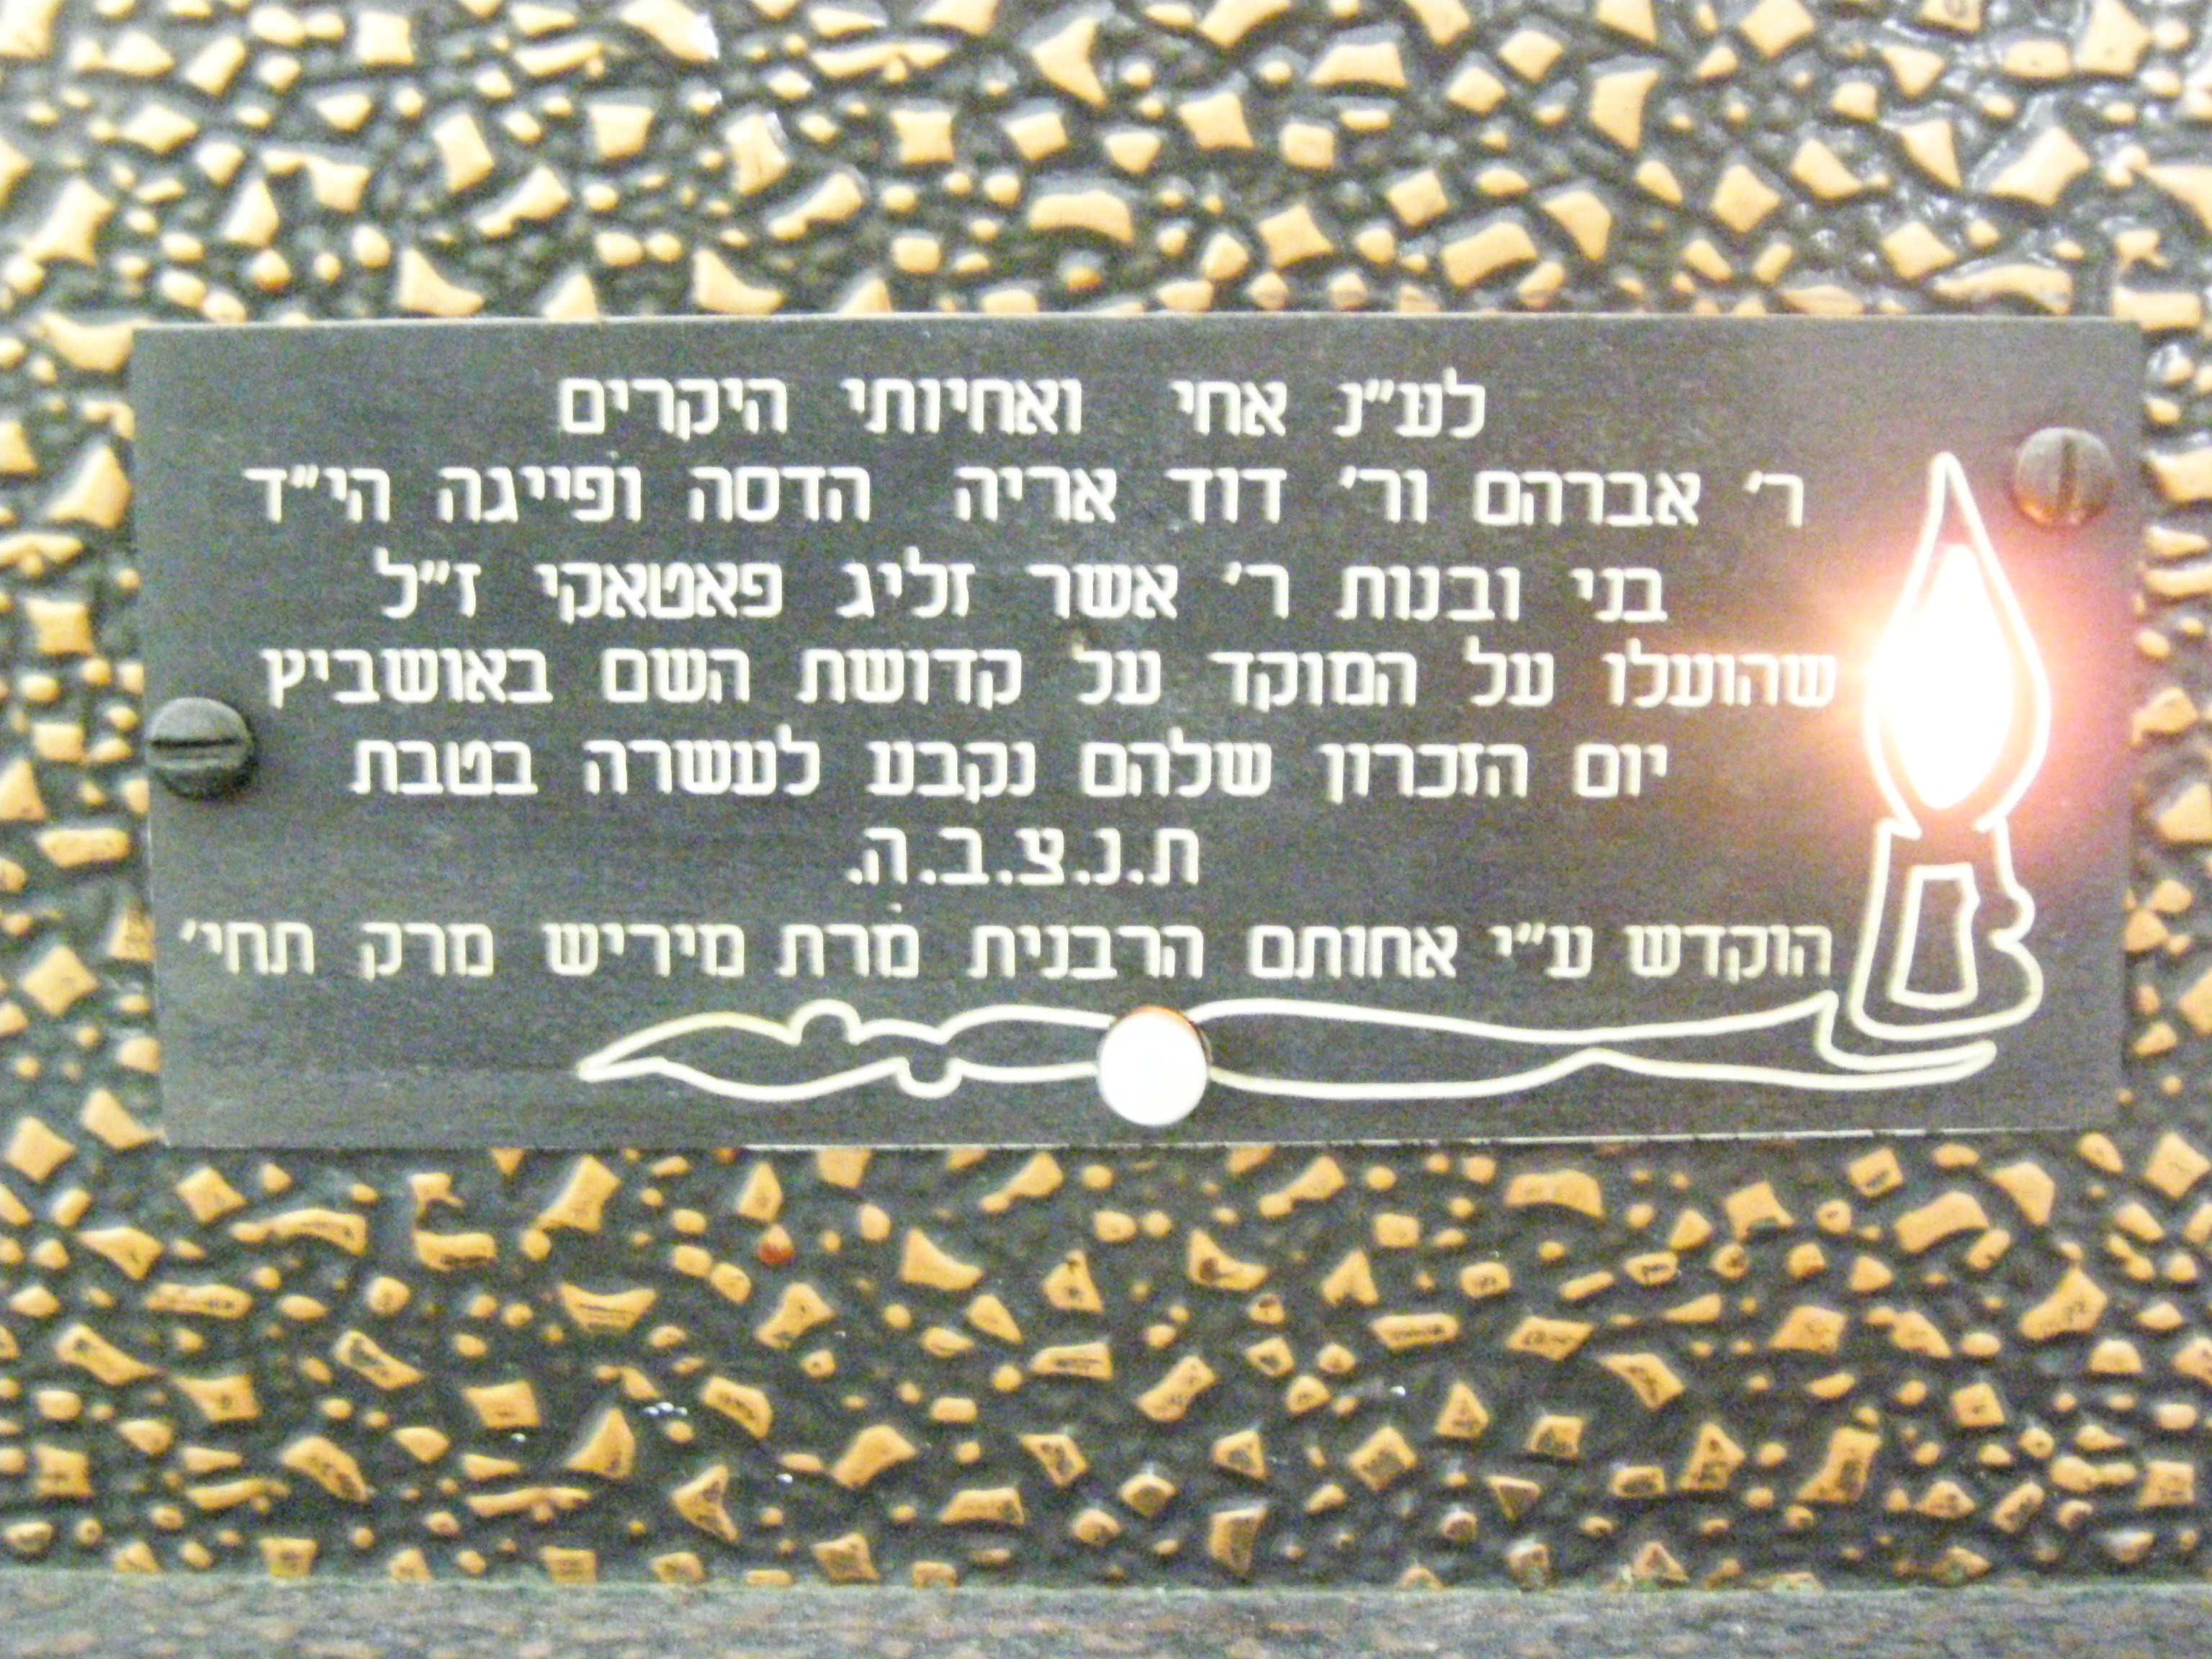 לע״נ אחי ואחיותי היקרים
ר׳ אברהם ור׳ דוד אריה הדסה ופייגה הי״ד
בני ובנות ר׳ אשר זליג פאטאקי ז״ל
שהועלו על המוקד על קדושת השם באושביץ
יום הזכרון שלהם נקבע לעשרה בטבת
ת.נ.צ.ב.ה.
הוקדש ע״י אחותם הרבנית מרת מיריש מרק תחי׳